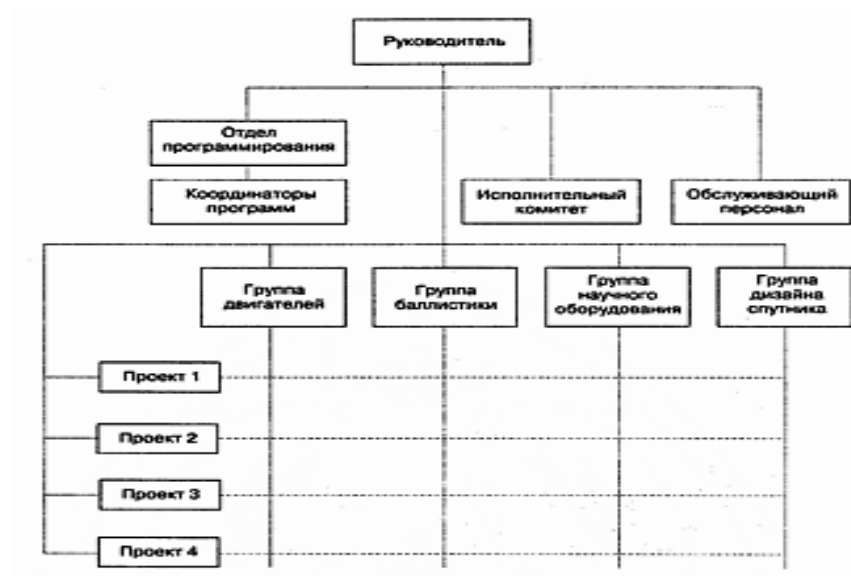 Руководитель
Отдел
программирования
Координаторы
программ
Исполнительный
комитет
Обслуживающий
персонал
Группа
двигателей
Группа
баллистики
Группа
научного
оборудования
Группа
дизайна
спутника
Проект 1
Проект 2
Проект 3
Проект 4